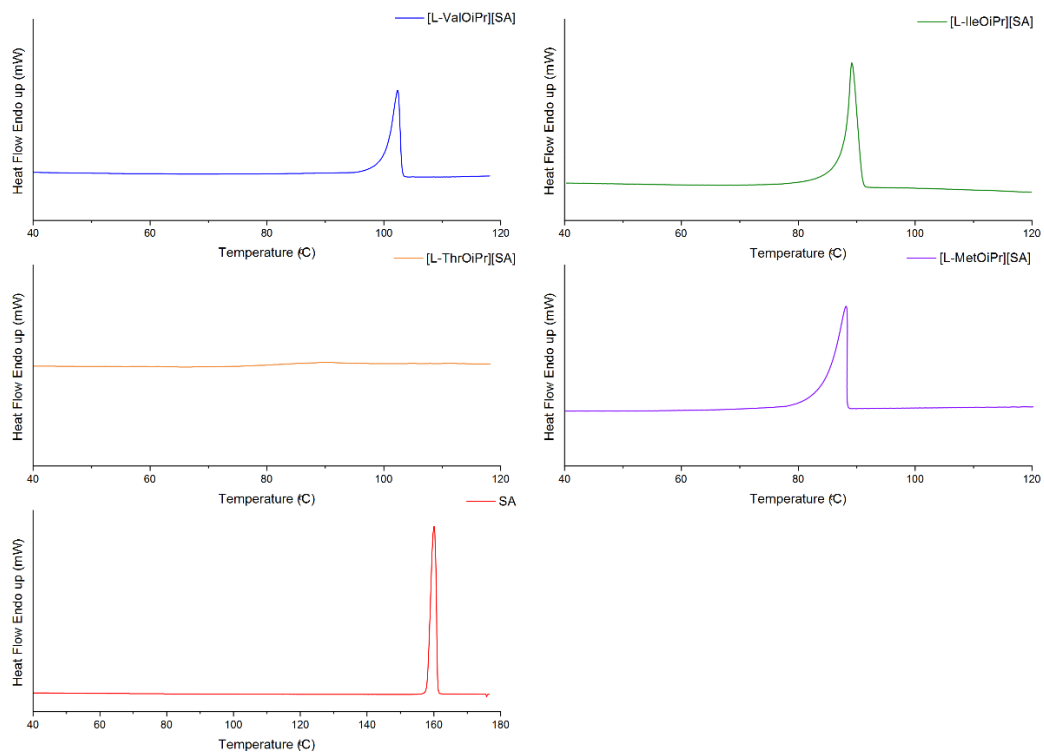 [L-ValOiPr][SA]
Heat Flow Endo up (mW)
40 60 80 100 120
Temperature (°C)
[L-IleOiPr][SA]
Heat Flow Endo up (mW)
40 60 80 100 120
Temperature (°C)
[L-ThrOiPr][SA]
Heat Flow Endo up (mW)
40 60 80 100 120
Temperature (°C)
[L-MetOiPr][SA]
Heat Flow Endo up (mW)
40 60 80 100 120
Temperature (°C)
SA
Heat Flow Endo up (mW)
40 60 80 100 120 140 160 180
Temperature (°C)